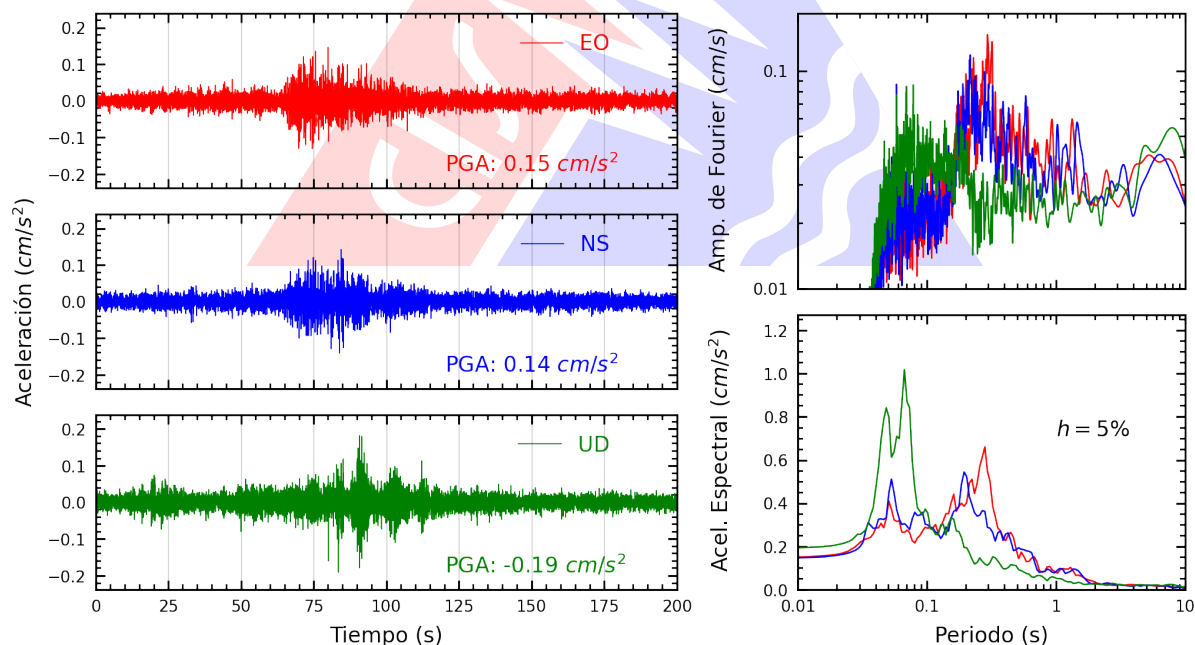 Aceleración (cm/s²)
0.2
0.1
0.0
−0.1
−0.2
EO
PGA: 0.15 cm/s²
0.2
0.1
0.0
−0.1
−0.2
NS
PGA: 0.14 cm/s²
0.2
0.1
0.0
−0.1
−0.2
UD
PGA: -0.19 cm/s²
0 25 50 75 100 125 150 175 200
Tiempo (s)
Amp. de Fourier (cm/s)
0.1
0.01
Acel. Espectral (cm/s²)
1.2
1.0
0.8
0.6
0.4
0.2
0.0
h = 5%
0.01 0.1 1 10
Periodo (s)